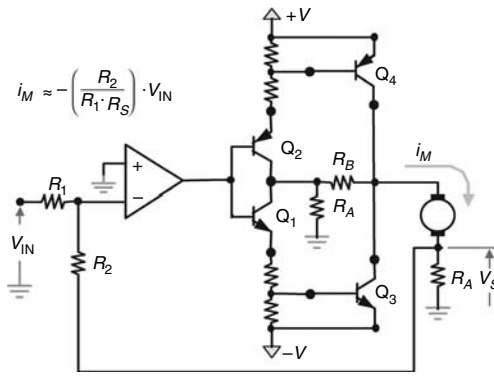 +V
i_M ≈ -(R_2 / (R_1 · R_S)) · V_IN
Q_4
Q_2
R_B
i_M
R_1
+
−
Q_1
R_A
V_IN
R_2
Q_3
R_A
V_S
−V